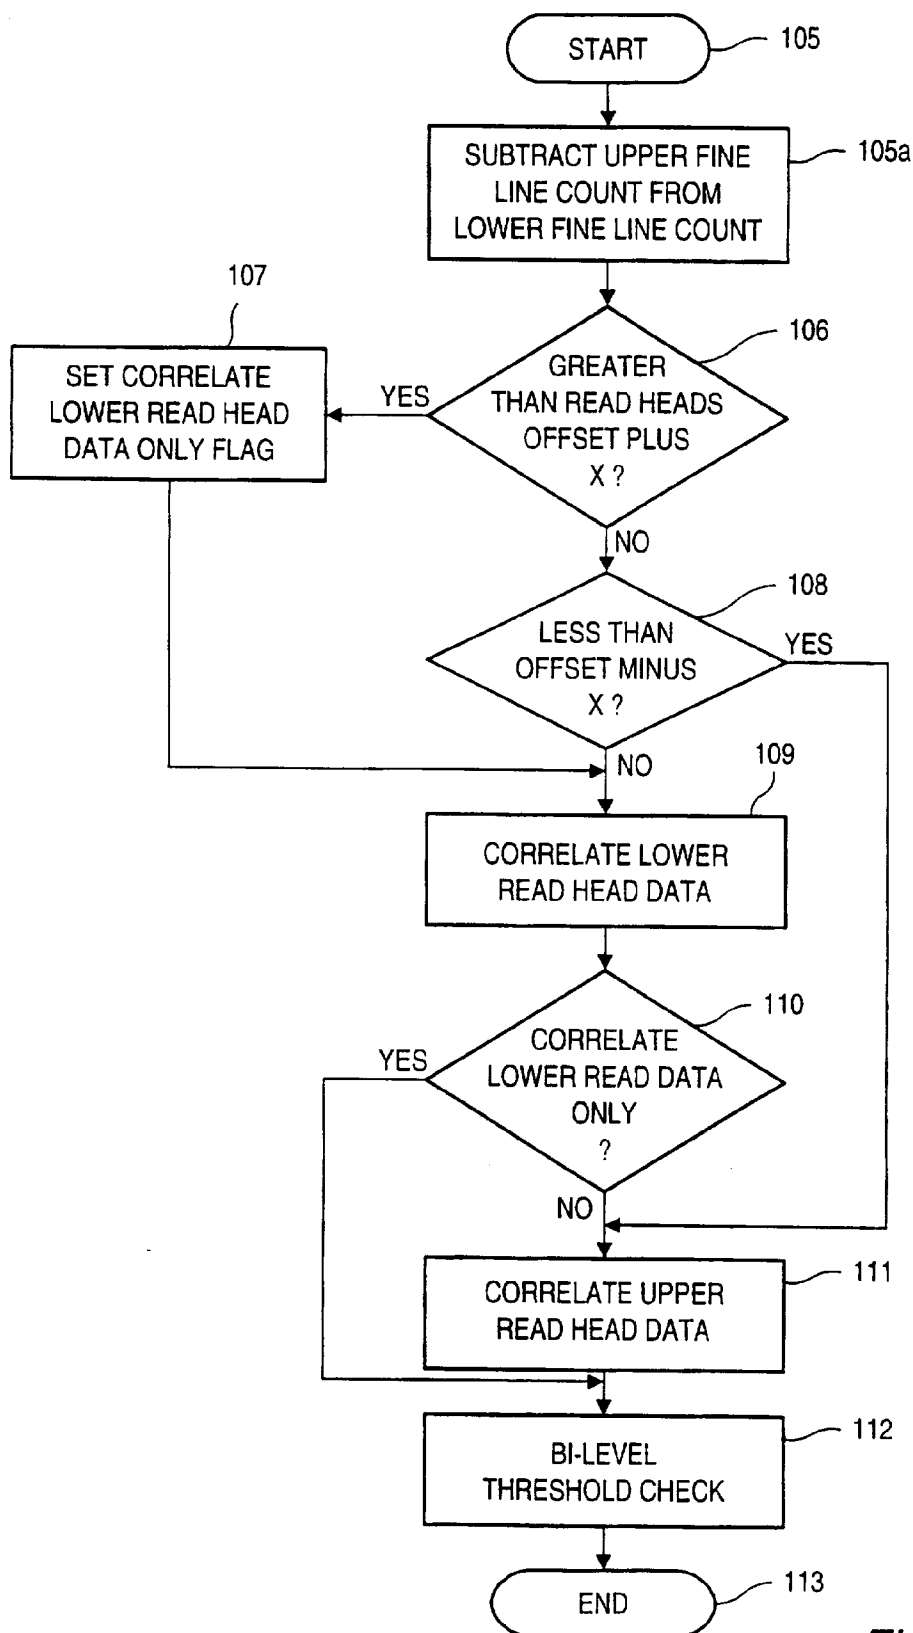 START
105
SUBTRACT UPPER FINE
LINE COUNT FROM
LOWER FINE LINE COUNT
105a
107
SET CORRELATE
LOWER READ HEAD
DATA ONLY FLAG
YES
GREATER
THAN READ HEADS
OFFSET PLUS
X ?
106
NO
LESS THAN
OFFSET MINUS
X ?
108
YES
NO
109
CORRELATE LOWER
READ HEAD DATA
110
YES
CORRELATE
LOWER READ DATA
ONLY
?
NO
CORRELATE UPPER
READ HEAD DATA
111
BI-LEVEL
THRESHOLD CHECK
112
END
113